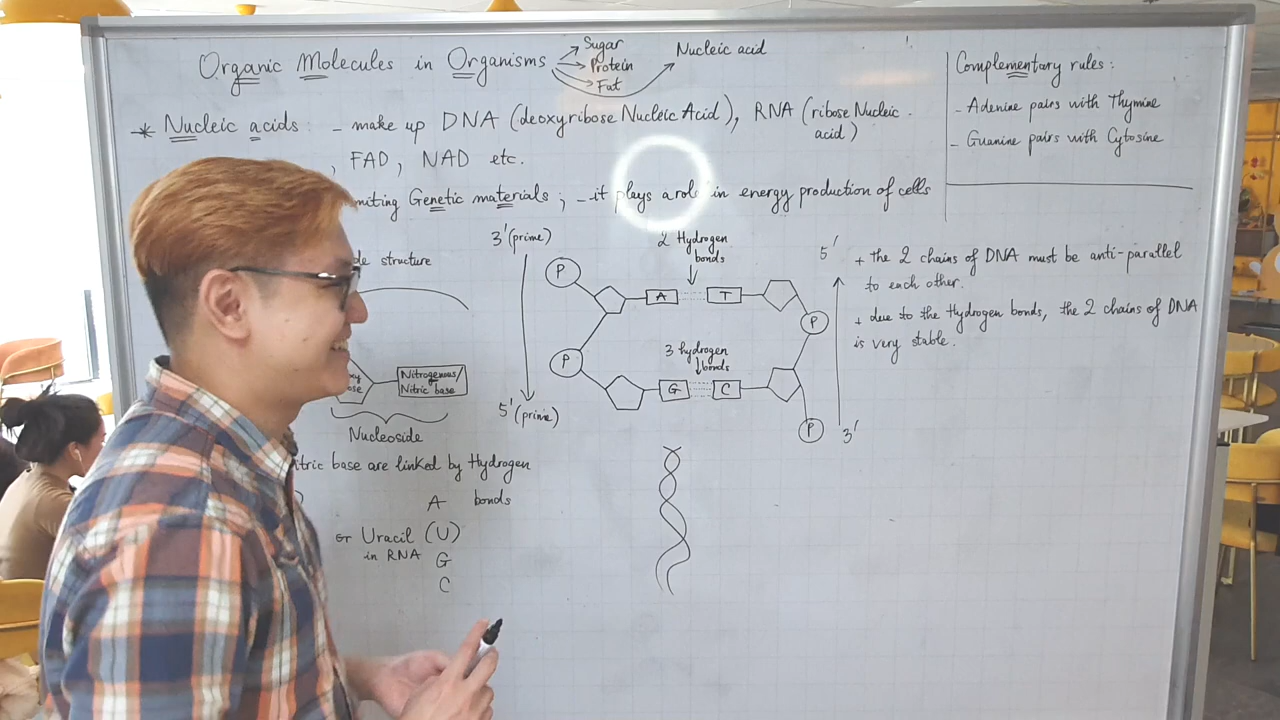 Organic Molecules in Organisms
Sugar
Protein
Fat
Nucleic acid
* Nucleic acids : - make up DNA (deoxyribose Nucleic Acid), RNA (ribose Nucleic
acid)
, FAD, NAD etc.
Genetic materials ; - it plays a role in energy production of cells
structure
Nitrogenous/
Nitric base
Nucleoside
base are linked by Hydrogen
bonds
A
or Uracil (U)
in RNA
G
C
3'(prime)
5'(prime)
2 Hydrogen
bonds
P
A
T
P
P
3 hydrogen
bonds
G
C
P
5'
3'
Complementary rules :
- Adenine pairs with Thymine
- Guanine pairs with Cytosine
+ the 2 chains of DNA must be anti-parallel
to each other.
+ due to the Hydrogen bonds, the 2 chains of DNA
is very stable.